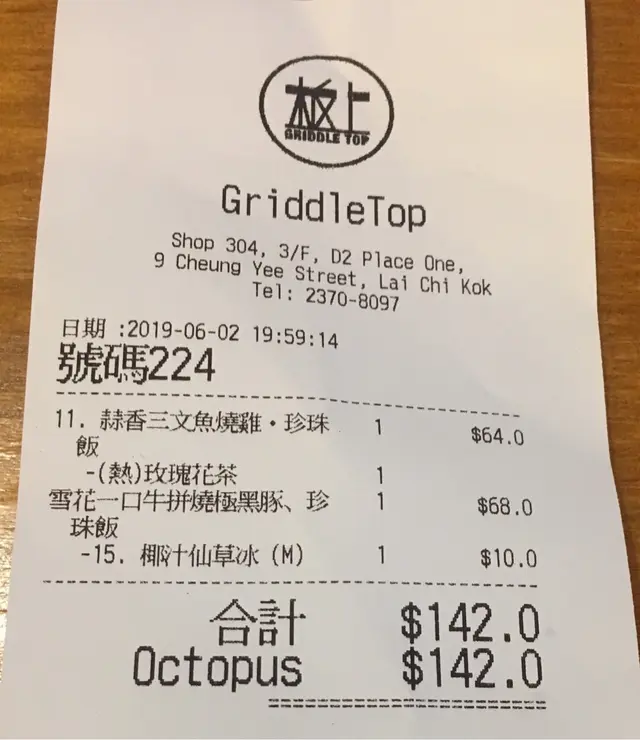 极上
GRIDDLE TOP
GriddleTop
Shop 304, 3/F, D2 Place One,
9 Cheung Yee Street, Lai Chi Kok
Tel: 2370-8097
日期 :2019-06-02 19:59:14
號碼224
11. 蒜香三文魚燒雞・珍珠 1 $64.0
飯
-(熱)玫瑰花茶 1
雪花一口牛拼燒極黑豚、珍 1 $68.0
珠飯
-15. 椰汁仙草冰 (M) 1 $10.0
合計 $142.0
Octopus $142.0